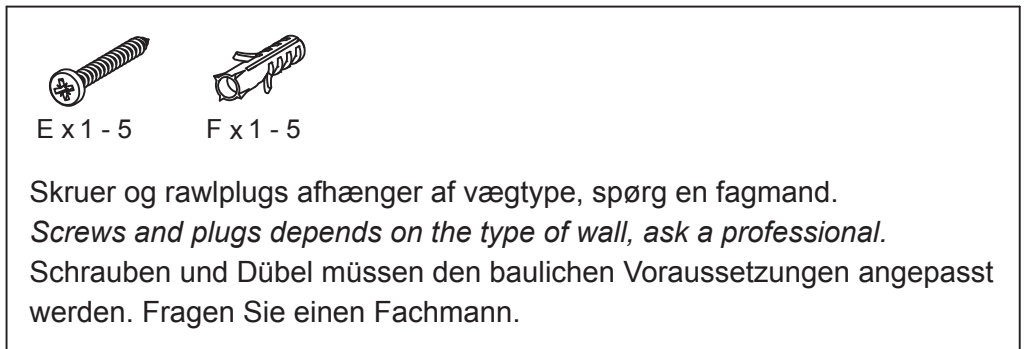 E x 1 - 5 F x 1 - 5
Skruer og rawlplugs afhænger af vægtype, spørg en fagmand.
Screws and plugs depends on the type of wall, ask a professional.
Schrauben und Dübel müssen den baulichen Voraussetzungen angepasst
werden. Fragen Sie einen Fachmann.